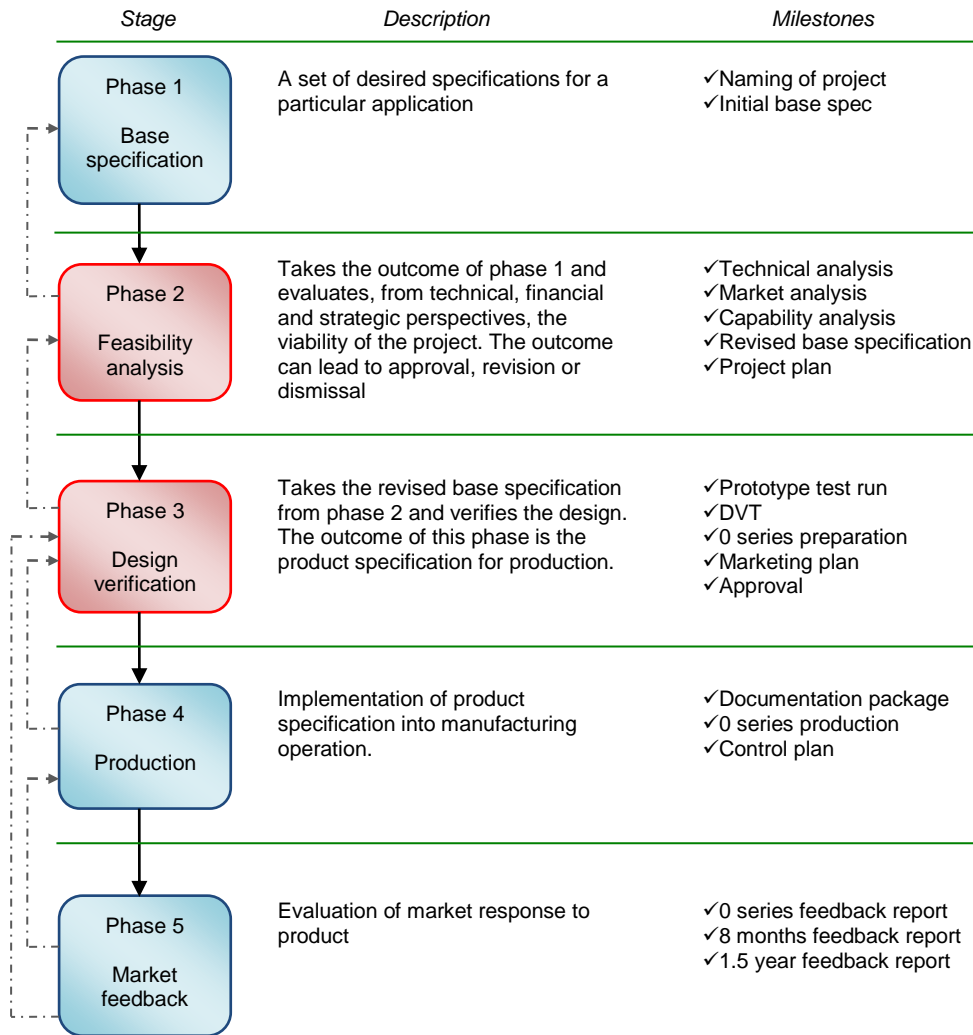 Stage Description Milestones
Phase 1
Base
specification
A set of desired specifications for a
particular application
✓Naming of project
✓Initial base spec
Phase 2
Feasibility
analysis
Takes the outcome of phase 1 and
evaluates, from technical, financial
and strategic perspectives, the
viability of the project. The outcome
can lead to approval, revision or
dismissal
✓Technical analysis
✓Market analysis
✓Capability analysis
✓Revised base specification
✓Project plan
Phase 3
Design
verification
Takes the revised base specification
from phase 2 and verifies the design.
The outcome of this phase is the
product specification for production.
✓Prototype test run
✓DVT
✓0 series preparation
✓Marketing plan
✓Approval
Phase 4
Production
Implementation of product
specification into manufacturing
operation.
✓Documentation package
✓0 series production
✓Control plan
Phase 5
Market
feedback
Evaluation of market response to
product
✓0 series feedback report
✓8 months feedback report
✓1.5 year feedback report